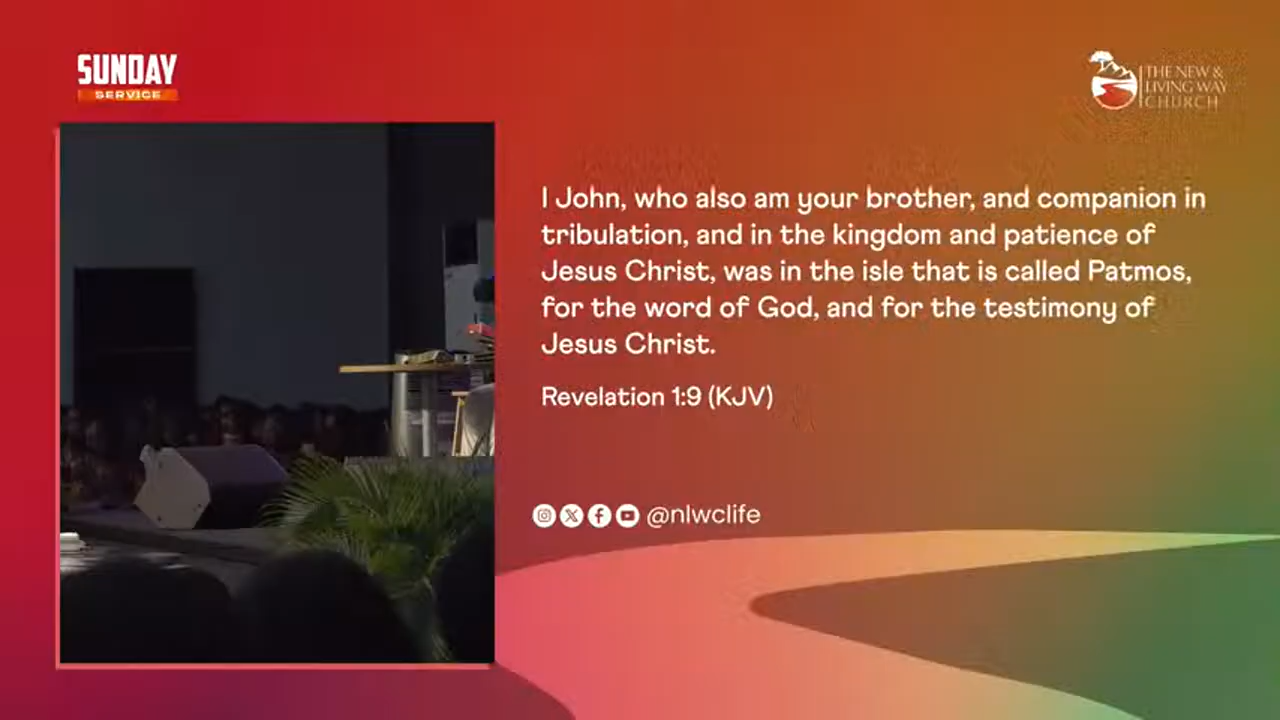 SUNDAY
SERVICE
THE NEW &
LIVING WAY
CHURCH
I John, who also am your brother, and companion in
tribulation, and in the kingdom and patience of
Jesus Christ, was in the isle that is called Patmos,
for the word of God, and for the testimony of
Jesus Christ.
Revelation 1:9 (KJV)
@nlwclife